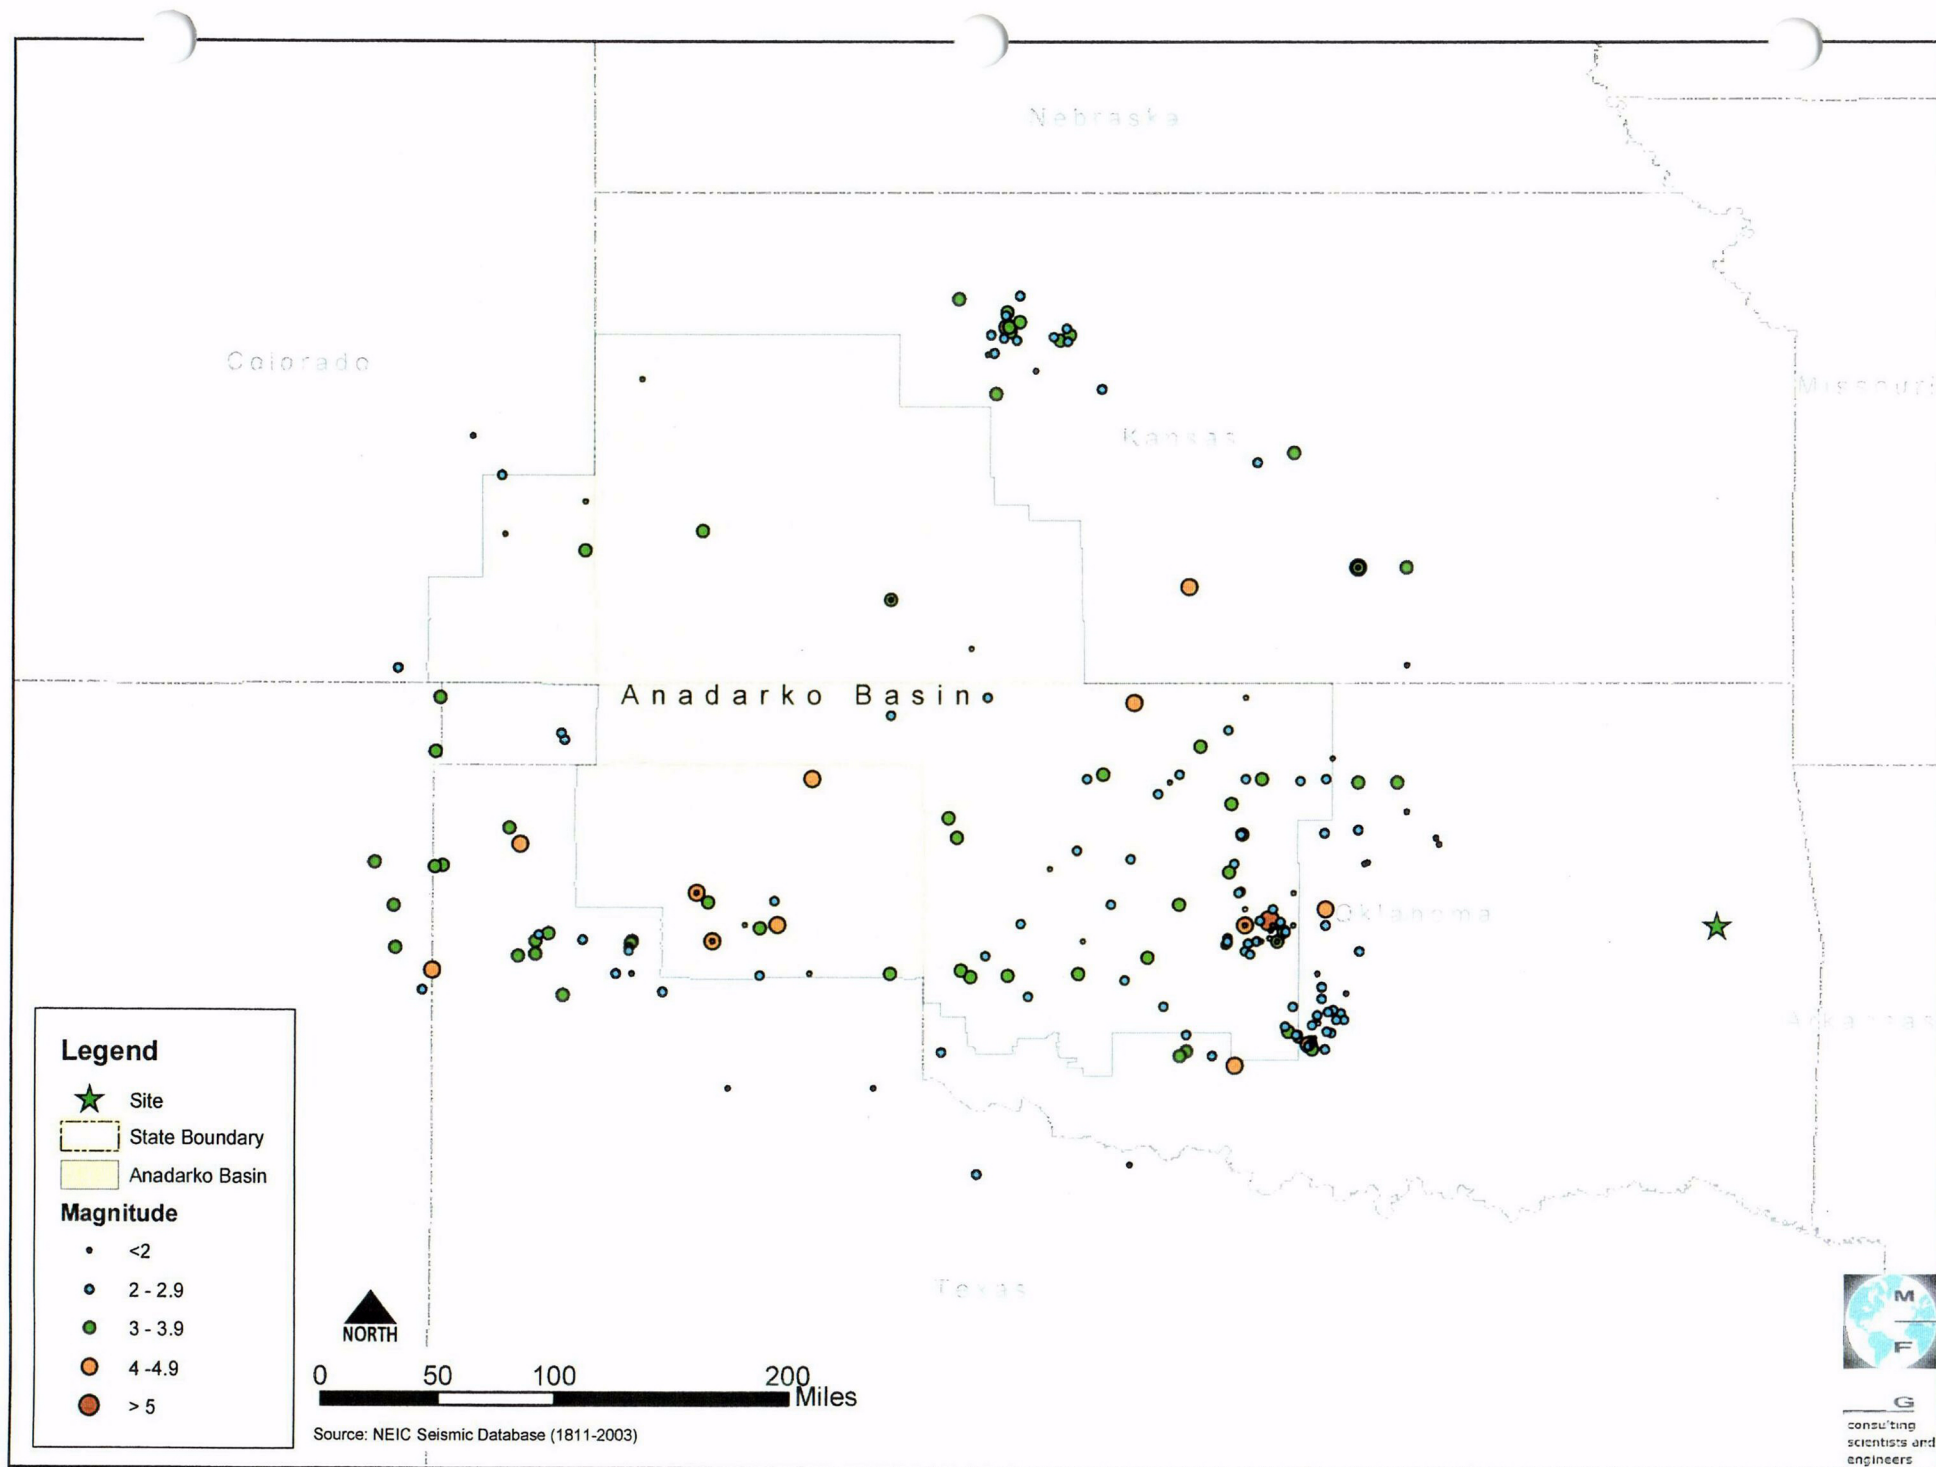 Nebraska
Colorado
Missouri
Kansas
Anadarko Basin
Oklahoma
Arkansas
Texas
Legend
Site
State Boundary
Anadarko Basin
Magnitude
<2
2 - 2.9
3 - 3.9
4 -4.9
> 5
NORTH
0 50 100 200
Miles
Source: NEIC Seismic Database (1811-2003)
M
F
G
consulting
scientists and
engineers